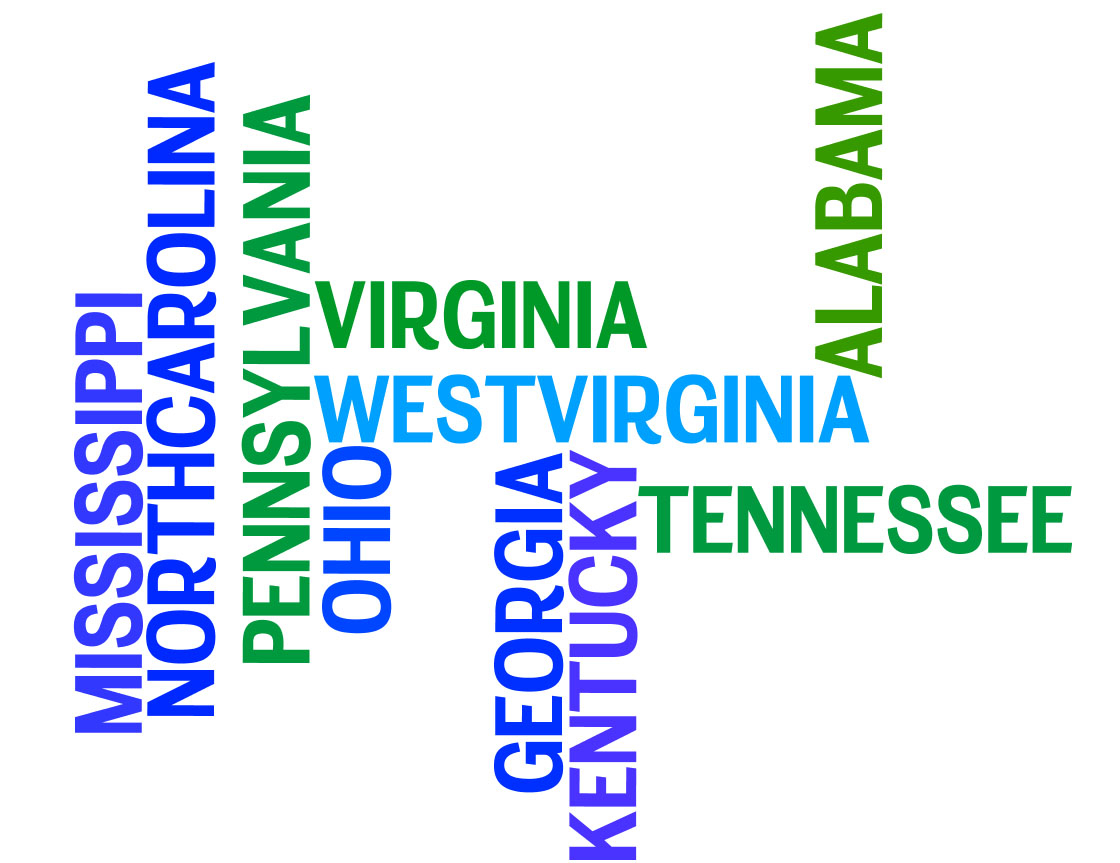 MISSISSIPPI
NORTHCAROLINA
PENNSYLVANIA
VIRGINIA
WESTVIRGINIA
OHIO
GEORGIA
KENTUCKY
TENNESSEE
ALABAMA